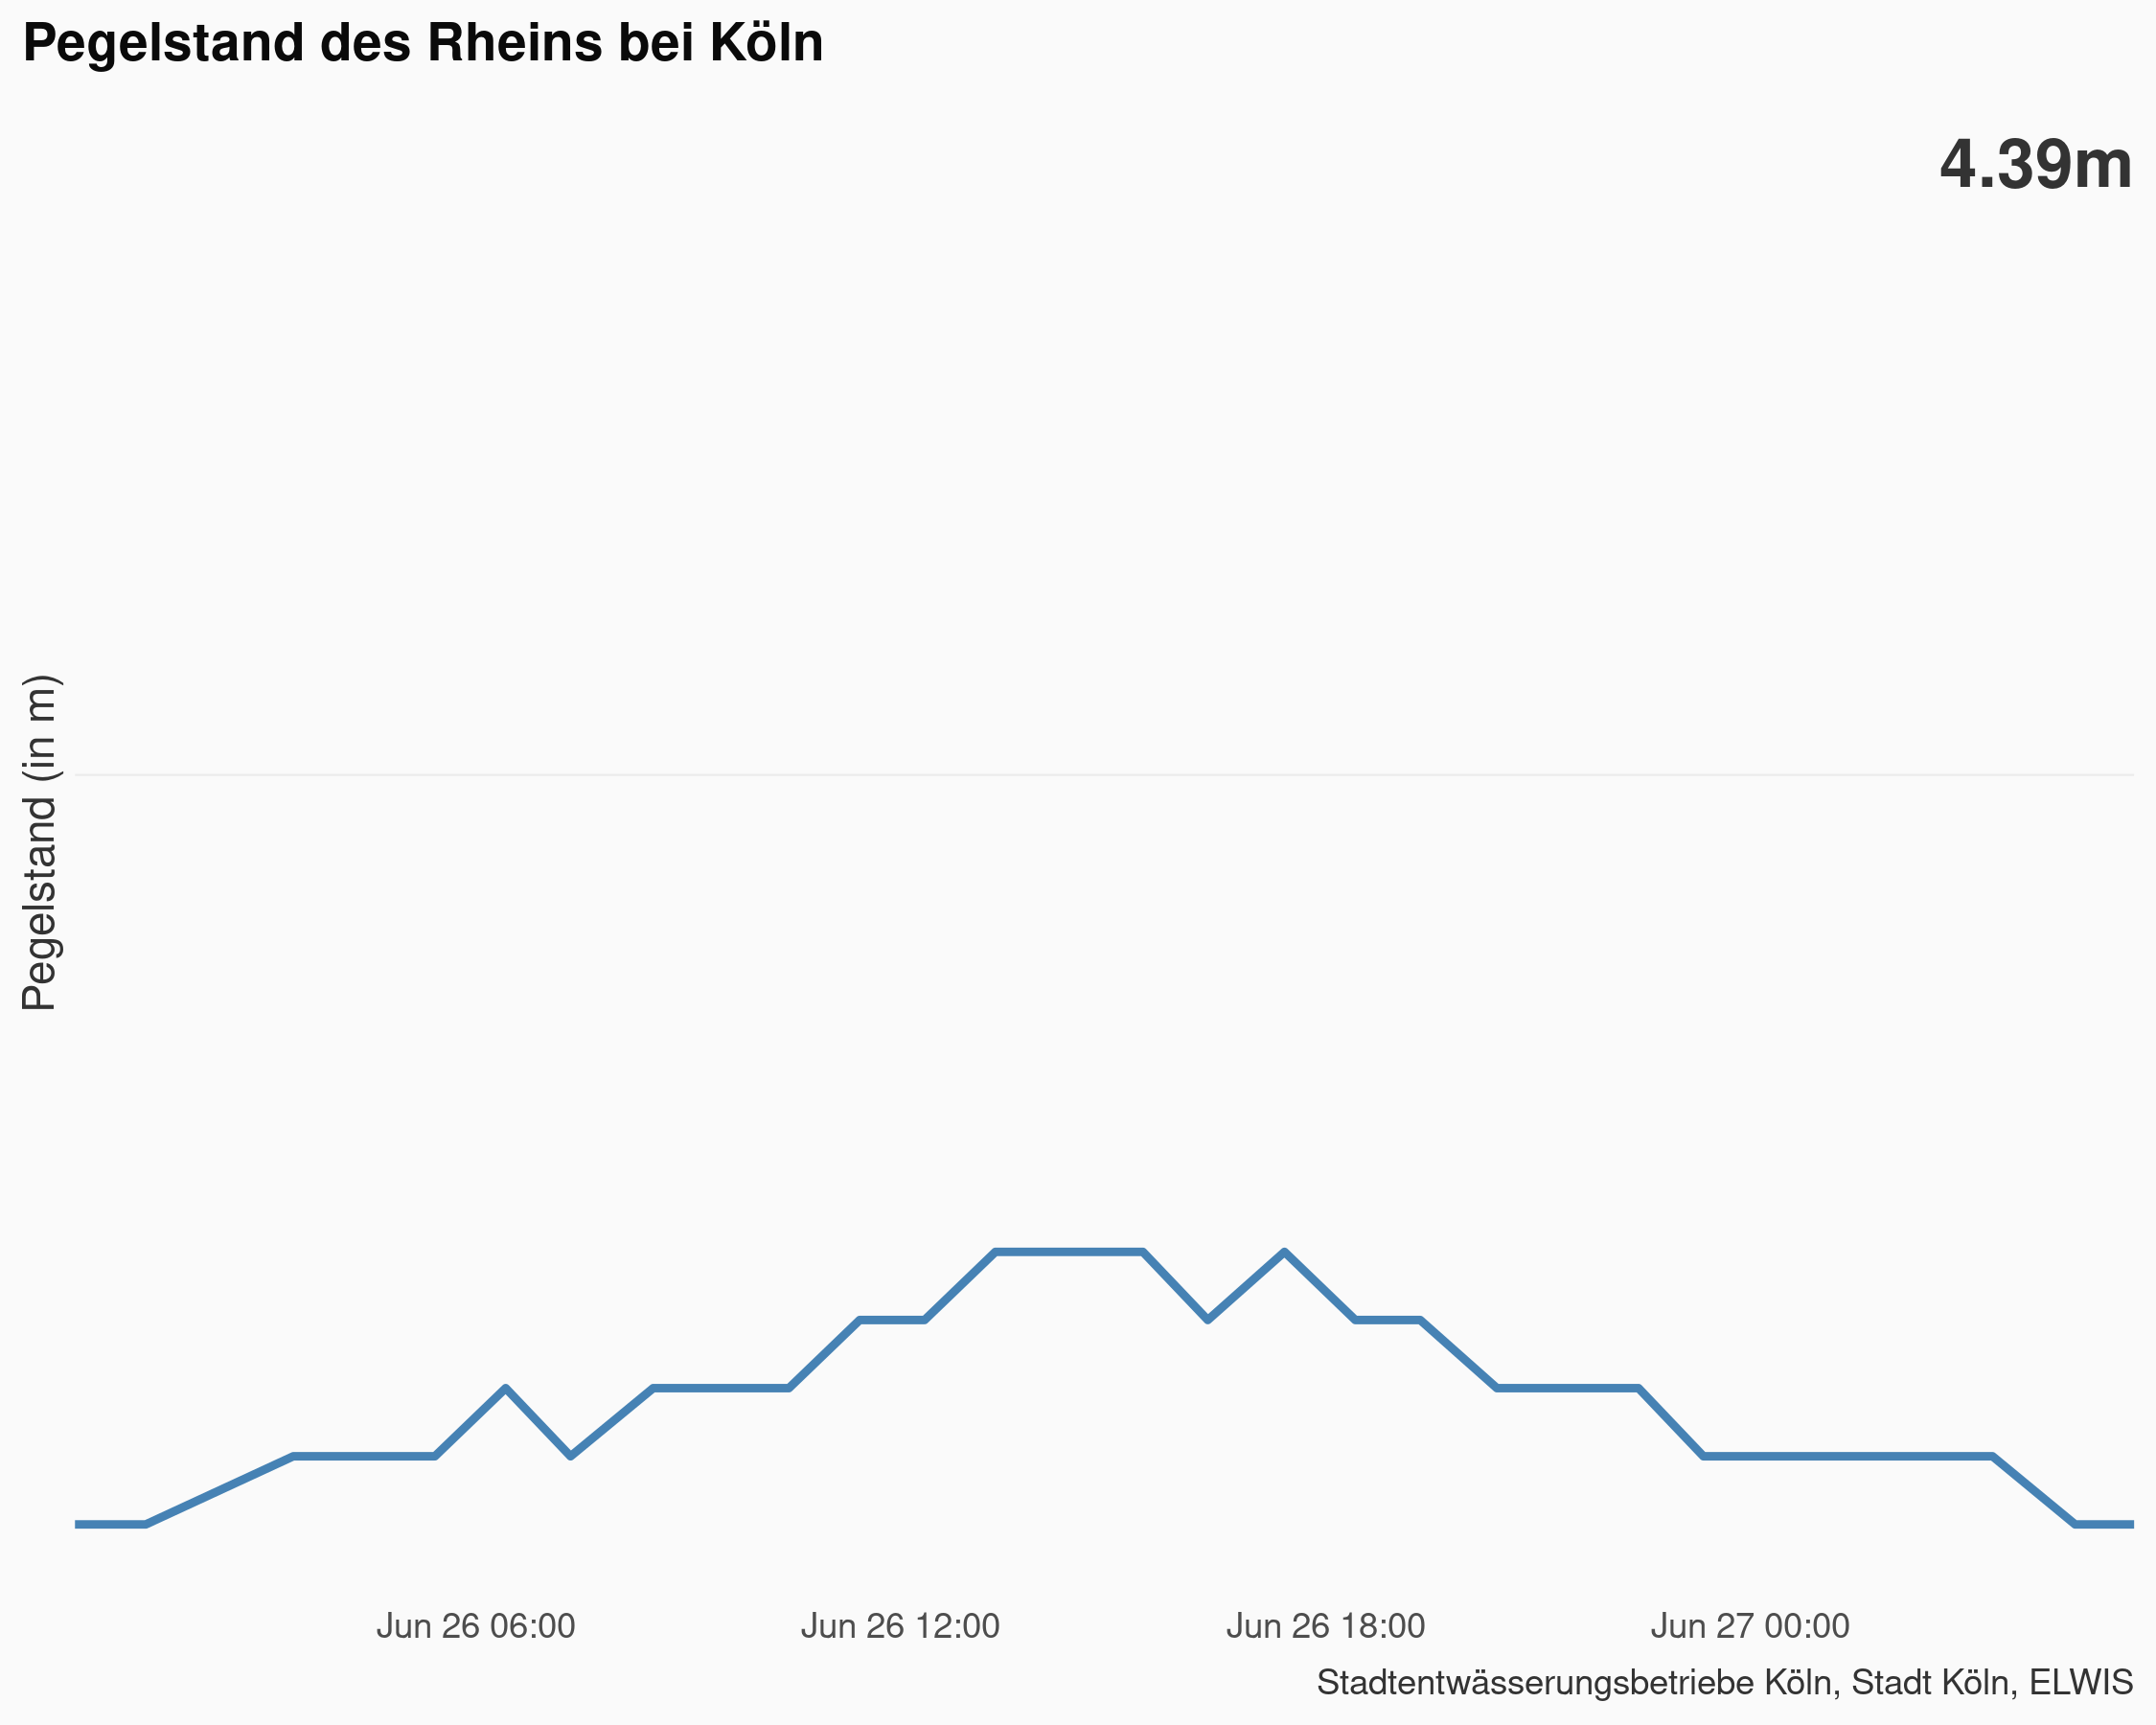 Pegelstand des Rheins bei Köln
4.39m
Pegelstand (in m)
Jun 26 06:00
Jun 26 12:00
Jun 26 18:00
Jun 27 00:00
Stadtentwässerungsbetriebe Köln, Stadt Köln, ELWIS